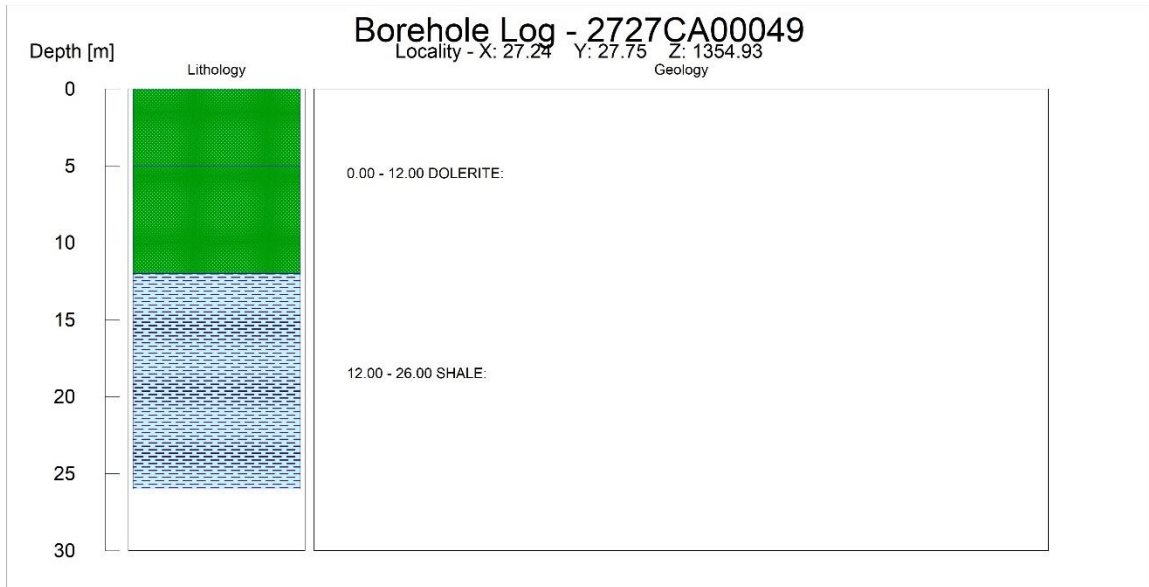 Borehole Log - 2727CA00049
Locality - X: 27.24 Y: 27.75 Z: 1354.93
Depth [m]
Lithology
Geology
0
5
0.00 - 12.00 DOLERITE:
10
15
12.00 - 26.00 SHALE:
20
25
30